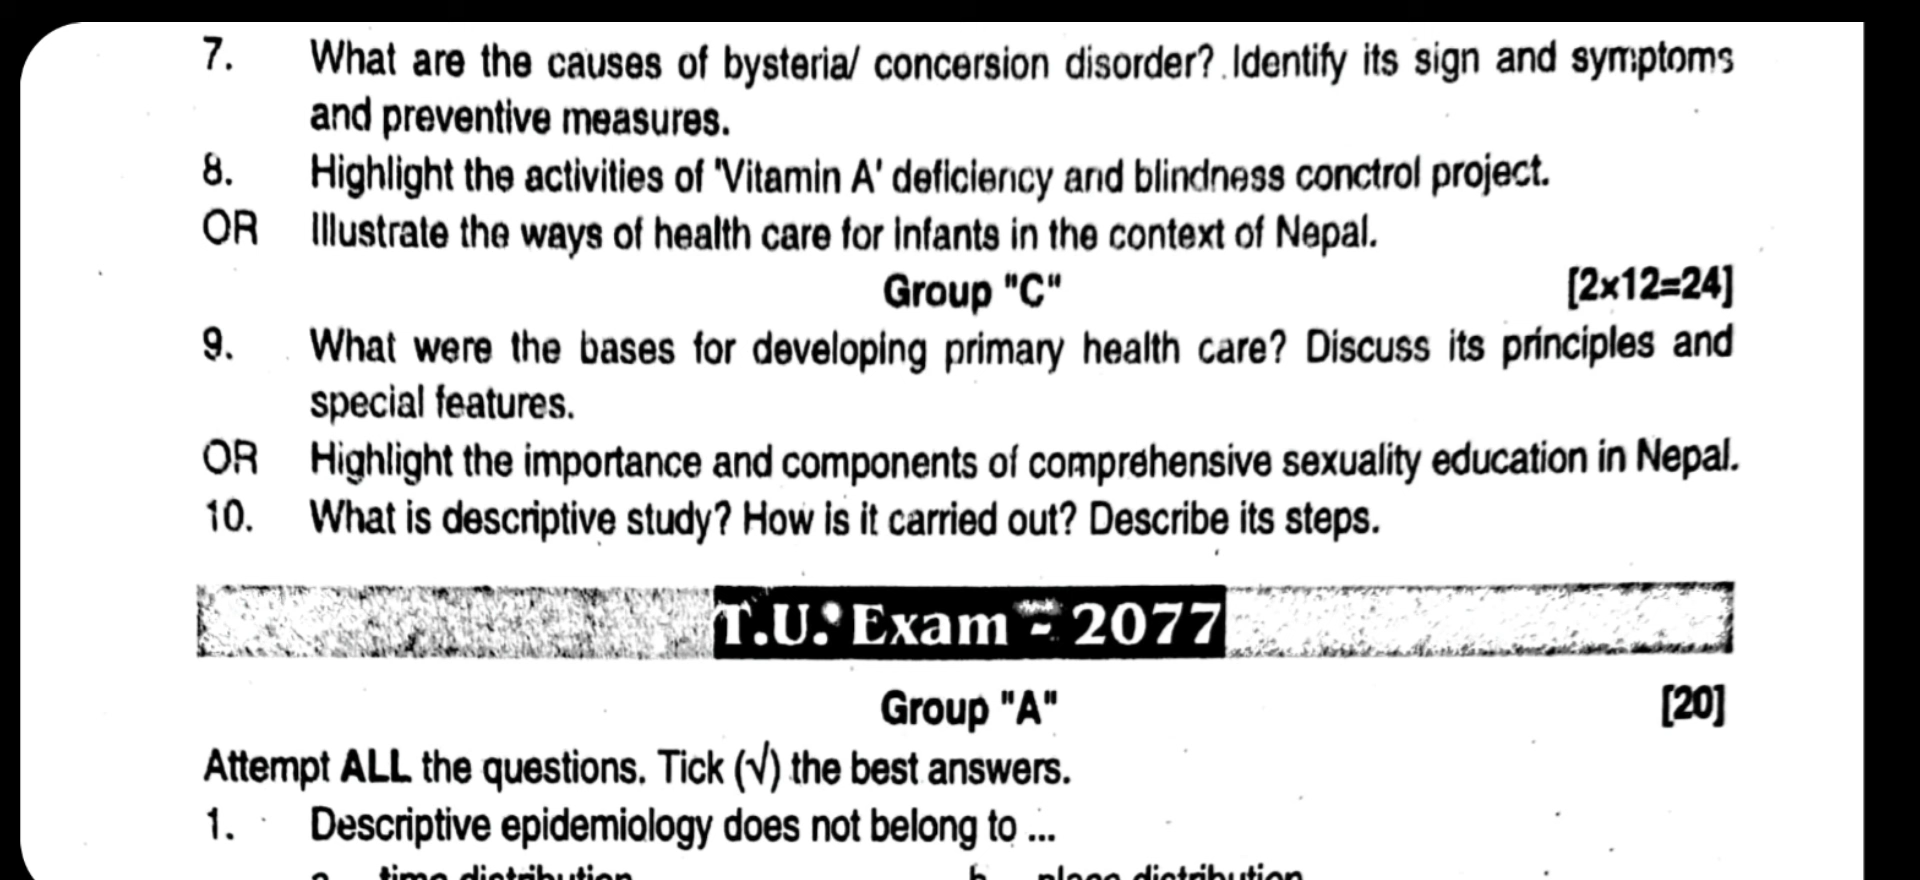 7. What are the causes of bysteria/ concersion disorder? Identify its sign and symptoms
and preventive measures.
8. Highlight the activities of 'Vitamin A' deficiency and blindness conctrol project.
OR Illustrate the ways of health care for infants in the context of Nepal.
Group "C" [2x12=24]
9. What were the bases for developing primary health care? Discuss its principles and
special features.
OR Highlight the importance and components of comprehensive sexuality education in Nepal.
10. What is descriptive study? How is it carried out? Describe its steps.
T.U. Exam - 2077
Group "A" [20]
Attempt ALL the questions. Tick (√) the best answers.
1. Descriptive epidemiology does not belong to ...
a. time distribution b. place distribution